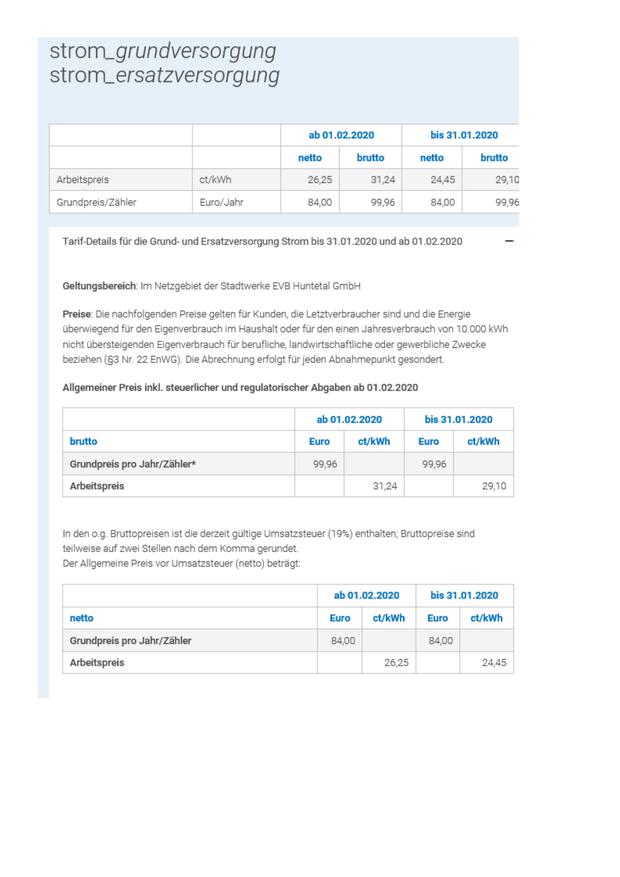 strom_grundversorgung
strom_ersatzversorgung
ab 01.02.2020 bis 31.01.2020
netto brutto netto brutto
Arbeitspreis ct/kWh 26,25 31,24 24,45 29,10
Grundpreis/Zähler Euro/Jahr 84,00 99,96 84,00 99,96
Tarif-Details für die Grund- und Ersatzversorgung Strom bis 31.01.2020 und ab 01.02.2020 –
Geltungsbereich: Im Netzgebiet der Stadtwerke EVB Huntetal GmbH
Preise: Die nachfolgenden Preise gelten für Kunden, die Letztverbraucher sind und die Energie
überwiegend für den Eigenverbrauch im Haushalt oder für den einen Jahresverbrauch von 10.000 kWh
nicht übersteigenden Eigenverbrauch für berufliche, landwirtschaftliche oder gewerbliche Zwecke
beziehen (§3 Nr. 22 EnWG). Die Abrechnung erfolgt für jeden Abnahmepunkt gesondert.
Allgemeiner Preis inkl. steuerlicher und regulatorischer Abgaben ab 01.02.2020
ab 01.02.2020 bis 31.01.2020
brutto Euro ct/kWh Euro ct/kWh
Grundpreis pro Jahr/Zähler* 99,96 99,96
Arbeitspreis 31,24 29,10
In den o.g. Bruttopreisen ist die derzeit gültige Umsatzsteuer (19%) enthalten; Bruttopreise sind
teilweise auf zwei Stellen nach dem Komma gerundet.
Der Allgemeine Preis vor Umsatzsteuer (netto) beträgt:
ab 01.02.2020 bis 31.01.2020
netto Euro ct/kWh Euro ct/kWh
Grundpreis pro Jahr/Zähler 84,00 84,00
Arbeitspreis 26,25 24,45